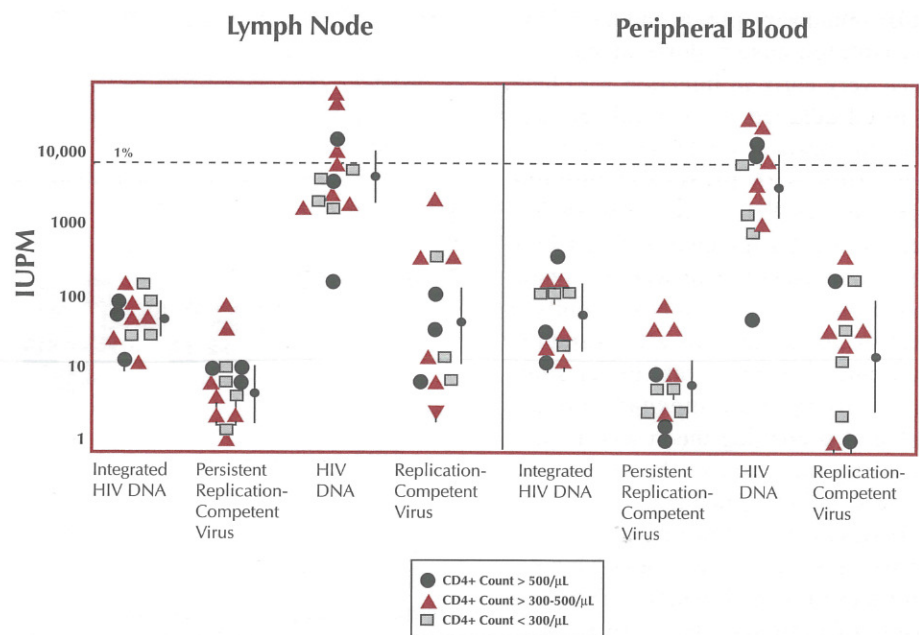 Lymph Node
Peripheral Blood
IUPM
10,000
1000
100
10
1
1%
Integrated
HIV DNA
Persistent
Replication-
Competent
Virus
HIV
DNA
Replication-
Competent
Virus
Integrated
HIV DNA
Persistent
Replication-
Competent
Virus
HIV
DNA
Replication-
Competent
Virus
CD4+ Count > 500/μL
CD4+ Count > 300-500/μL
CD4+ Count < 300/μL